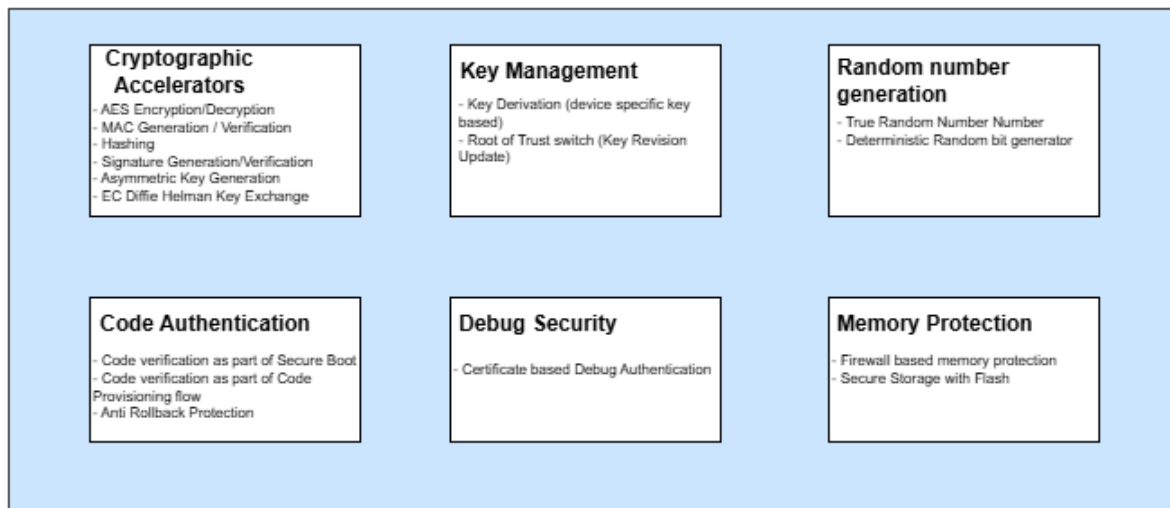 Cryptographic
Accelerators
- AES Encryption/Decryption
- MAC Generation / Verification
- Hashing
- Signature Generation/Verification
- Asymmetric Key Generation
- EC Diffie Helman Key Exchange
Key Management
- Key Derivation (device specific key
based)
- Root of Trust switch (Key Revision
Update)
Random number
generation
- True Random Number Number
- Deterministic Random bit generator
Code Authentication
- Code verification as part of Secure Boot
- Code verification as part of Code
Provisioning flow
- Anti Rollback Protection
Debug Security
- Certificate based Debug Authentication
Memory Protection
- Firewall based memory protection
- Secure Storage with Flash